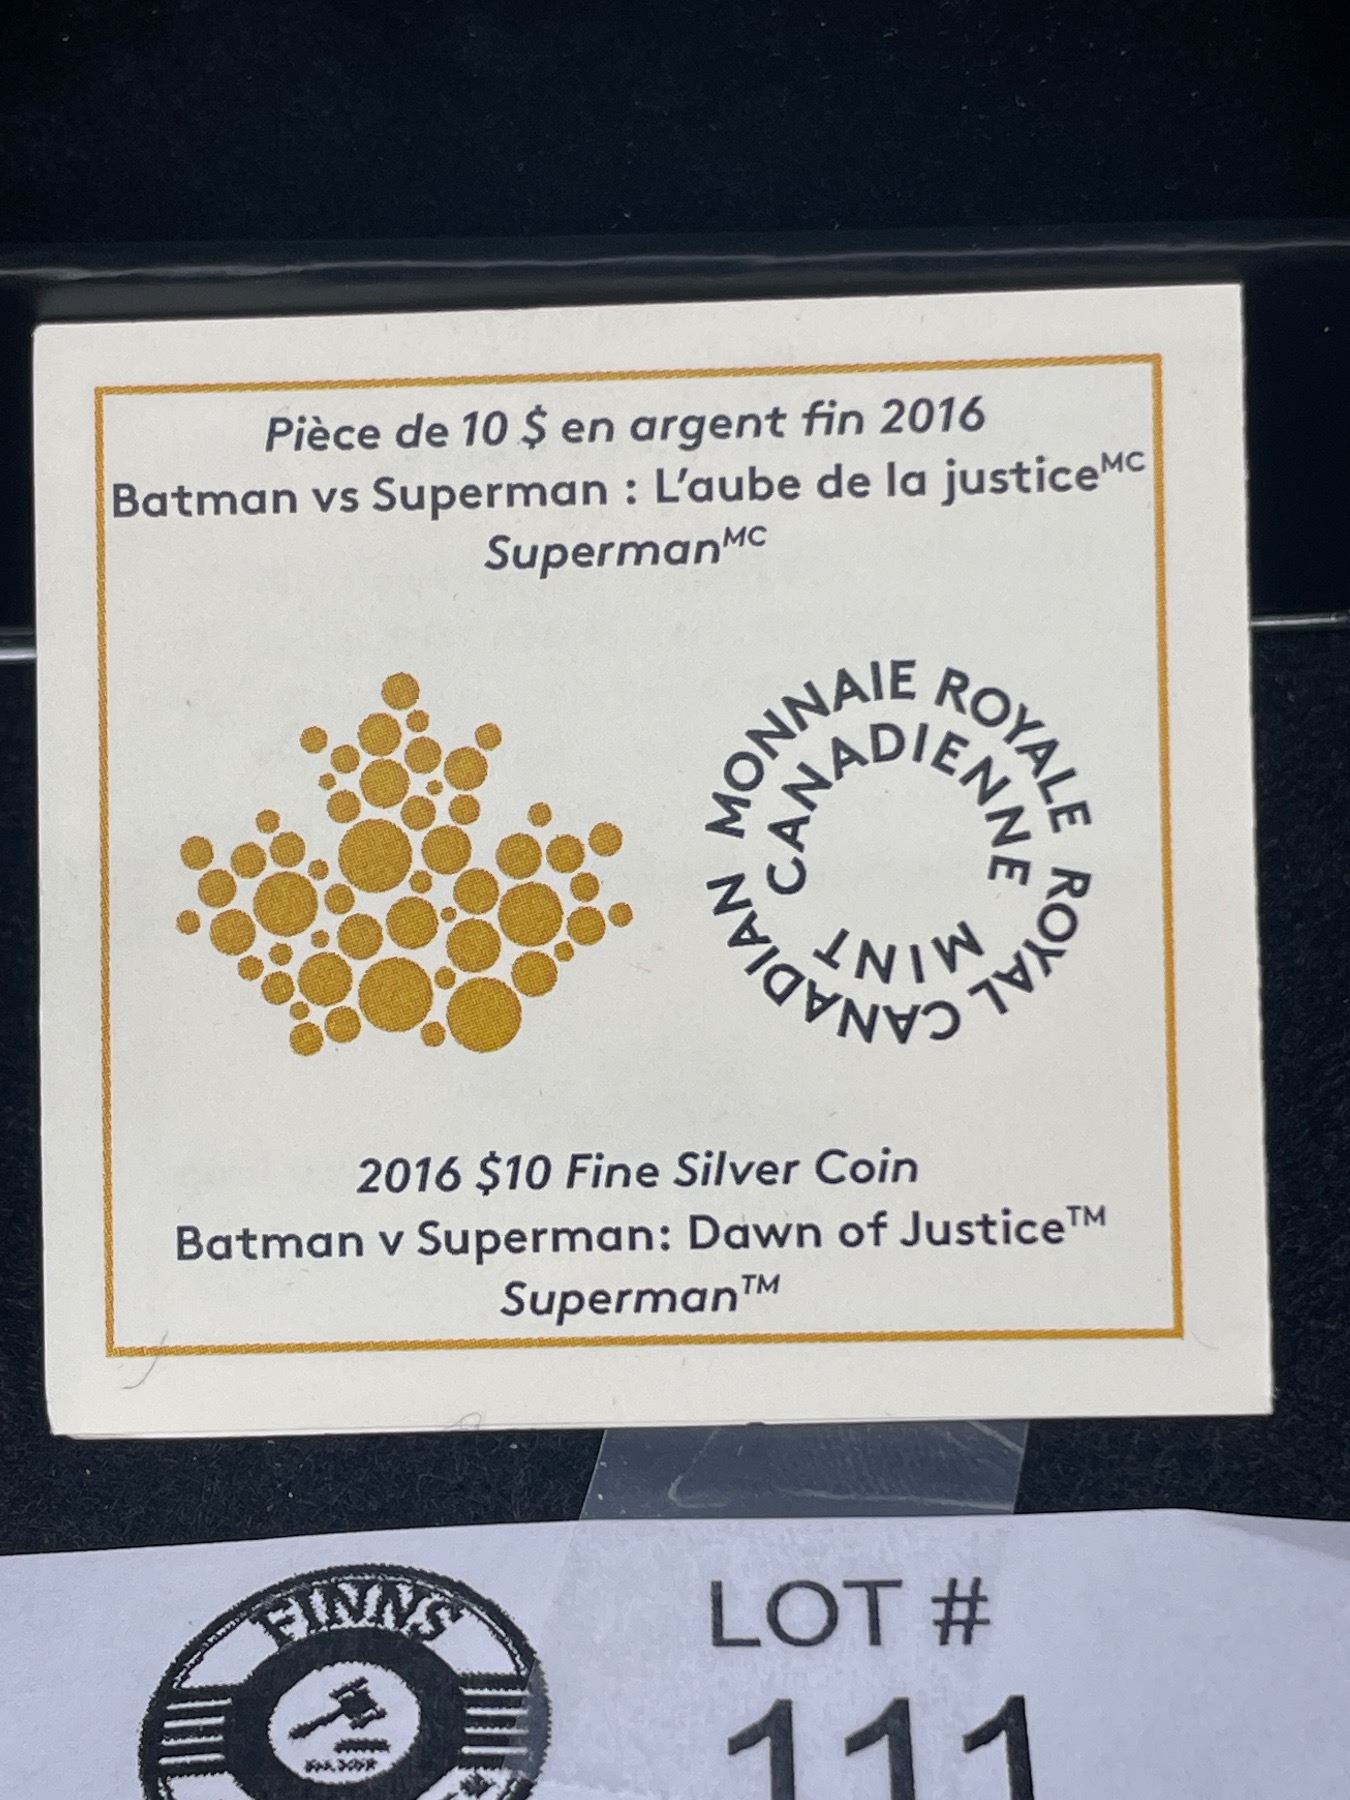 Pièce de 10 $ en argent fin 2016
Batman vs Superman : L'aube de la justiceMC
SupermanMC
MONNAIE ROYALE
CANADIENNE
ROYAL CANADIAN
MINT
2016 $10 Fine Silver Coin
Batman v Superman: Dawn of Justice™
Superman™
FINNS
LOT #
111